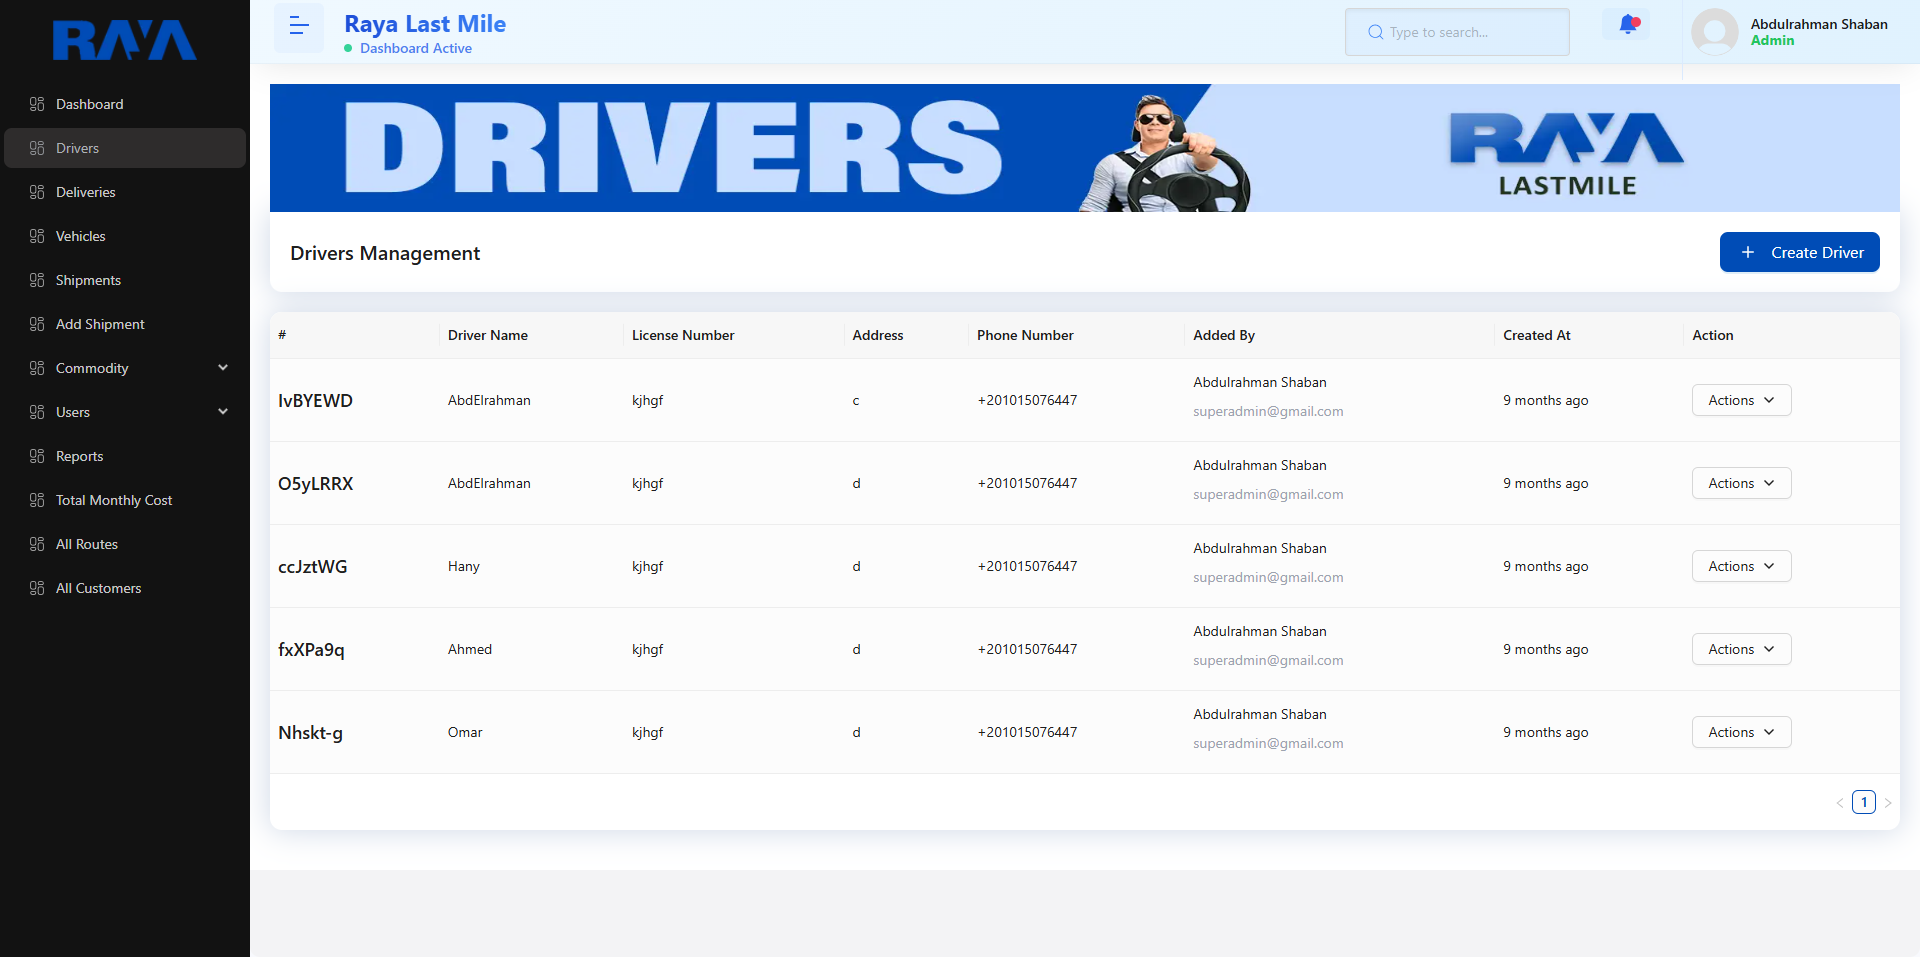 RAYA
Raya Last Mile
Dashboard Active
Type to search...
Abdulrahman Shaban
Admin
Dashboard
Drivers
Deliveries
Vehicles
Shipments
Add Shipment
Commodity
Users
Reports
Total Monthly Cost
All Routes
All Customers
DRIVERS
RAYA
LASTMILE
Drivers Management
+ Create Driver
# Driver Name License Number Address Phone Number Added By Created At Action
IvBYEWD AbdElrahman kjhgf c +201015076447 Abdulrahman Shaban 9 months ago Actions
superadmin@gmail.com
O5yLRRX AbdElrahman kjhgf d +201015076447 Abdulrahman Shaban 9 months ago Actions
superadmin@gmail.com
ccJztWG Hany kjhgf d +201015076447 Abdulrahman Shaban 9 months ago Actions
superadmin@gmail.com
fxXPa9q Ahmed kjhgf d +201015076447 Abdulrahman Shaban 9 months ago Actions
superadmin@gmail.com
Nhskt-g Omar kjhgf d +201015076447 Abdulrahman Shaban 9 months ago Actions
superadmin@gmail.com
< 1 >